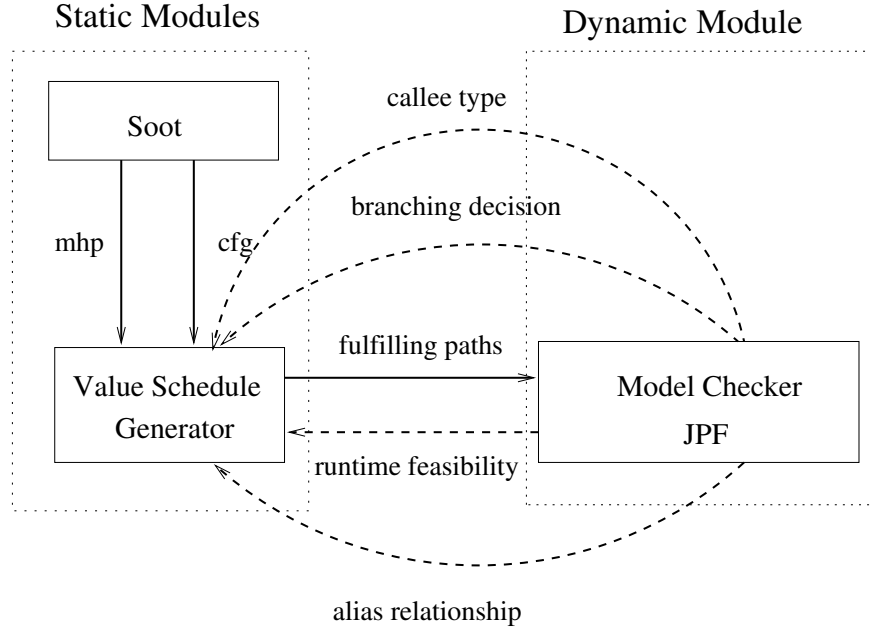 Static Modules
Dynamic Module
Soot
callee type
branching decision
mhp
cfg
fulfilling paths
Value Schedule
Generator
Model Checker
JPF
runtime feasibility
alias relationship